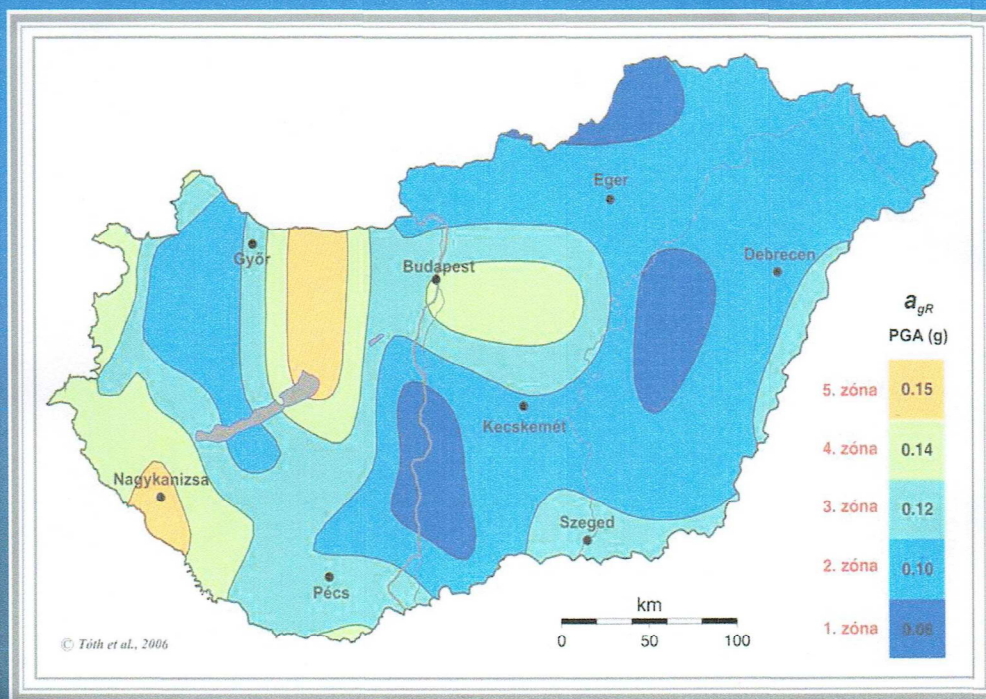 Eger
Győr
Budapest
Debrecen
a gR
PGA (g)
5. zóna 0.15
Kecskemét
4. zóna 0.14
Nagykanizsa
3. zóna 0.12
Szeged
2. zóna 0.10
Pécs
km
1. zóna 0.08
0 50 100
© Tóth et al., 2006